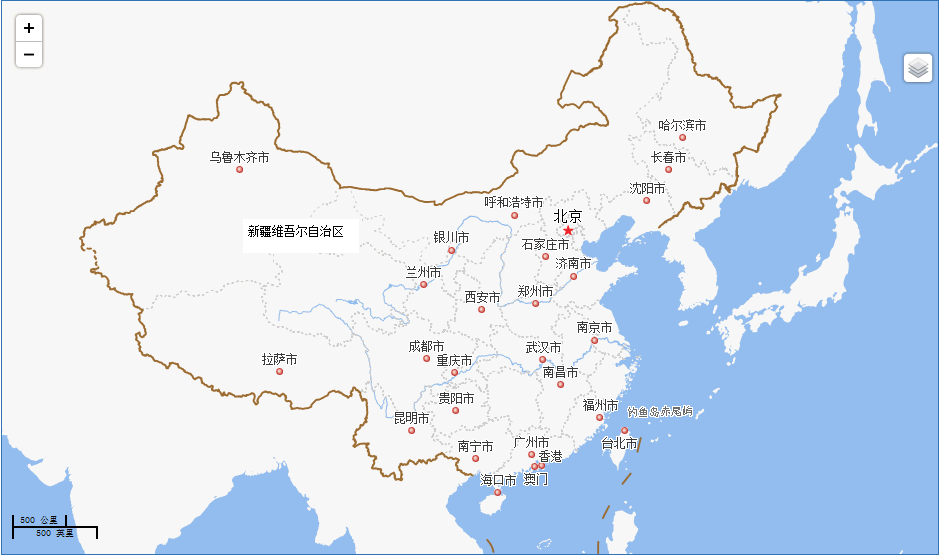 +
−
哈尔滨市
乌鲁木齐市
长春市
沈阳市
呼和浩特市
北京
新疆维吾尔自治区
银川市
石家庄市
济南市
兰州市
西安市
郑州市
南京市
成都市
武汉市
拉萨市
重庆市
南昌市
贵阳市
福州市
钓鱼岛赤尾屿
昆明市
南宁市
广州市
台北市
香港
海口市
澳门
500 公里
500 英里